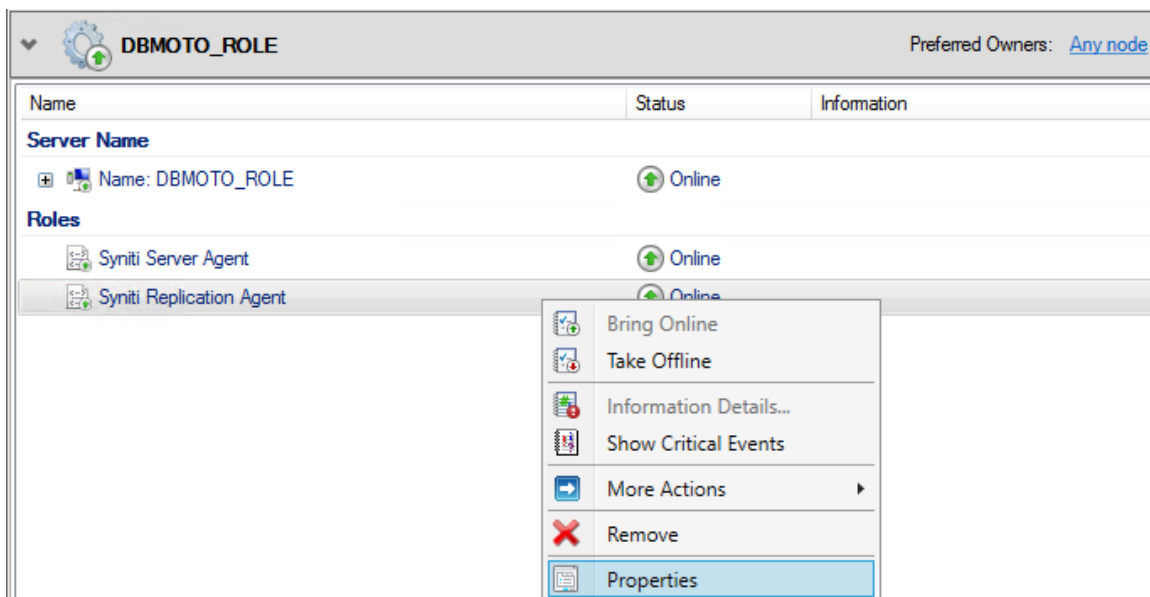 DBMOTO_ROLE Preferred Owners: Any node
Name Status Information
Server Name
Name: DBMOTO_ROLE Online
Roles
Syniti Server Agent Online
Syniti Replication Agent Online
Bring Online
Take Offline
Information Details...
Show Critical Events
More Actions
Remove
Properties